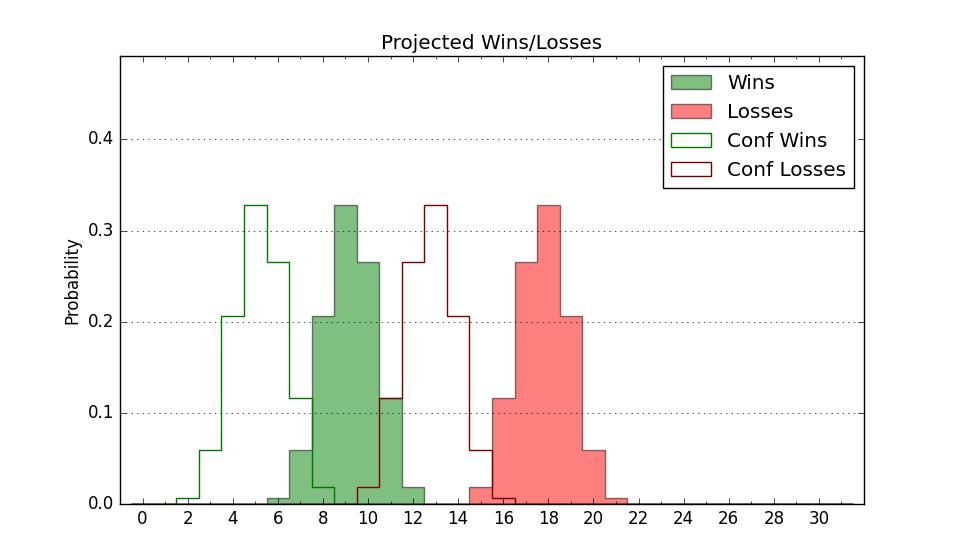 Projected Wins/Losses
Wins
Losses
Conf Wins
Conf Losses
Probability
0.4
0.3
0.2
0.1
0.0
0 2 4 6 8 10 12 14 16 18 20 22 24 26 28 30